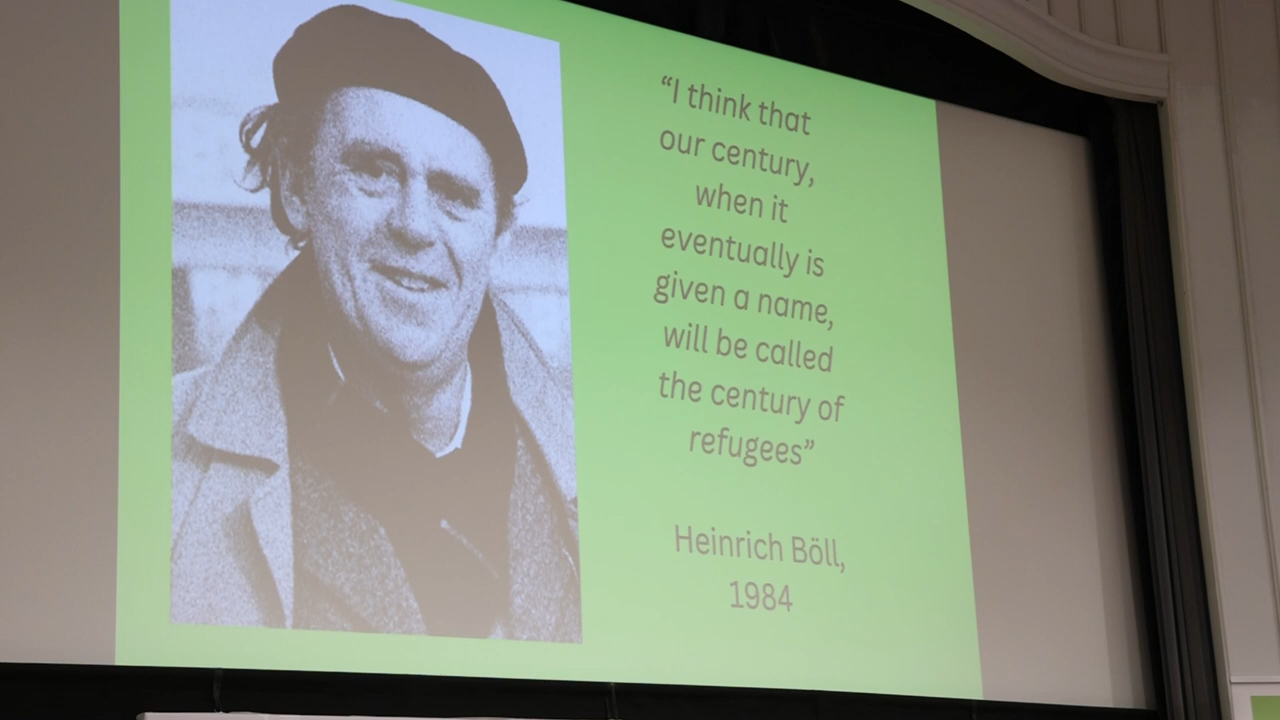 “I think that
our century,
when it
eventually is
given a name,
will be called
the century of
refugees”
Heinrich Böll,
1984